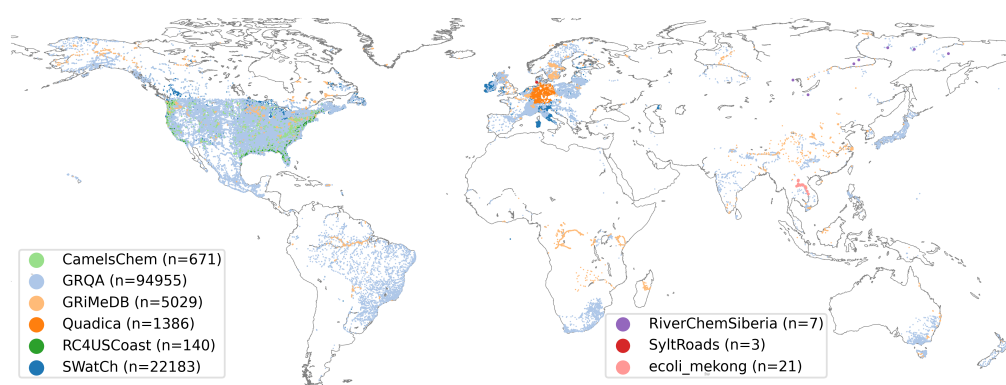 CamelsChem (n=671)
GRQA (n=94955)
GRiMeDB (n=5029)
Quadica (n=1386)
RC4USCoast (n=140)
SWatCh (n=22183)
RiverChemSiberia (n=7)
SyltRoads (n=3)
ecoli_mekong (n=21)